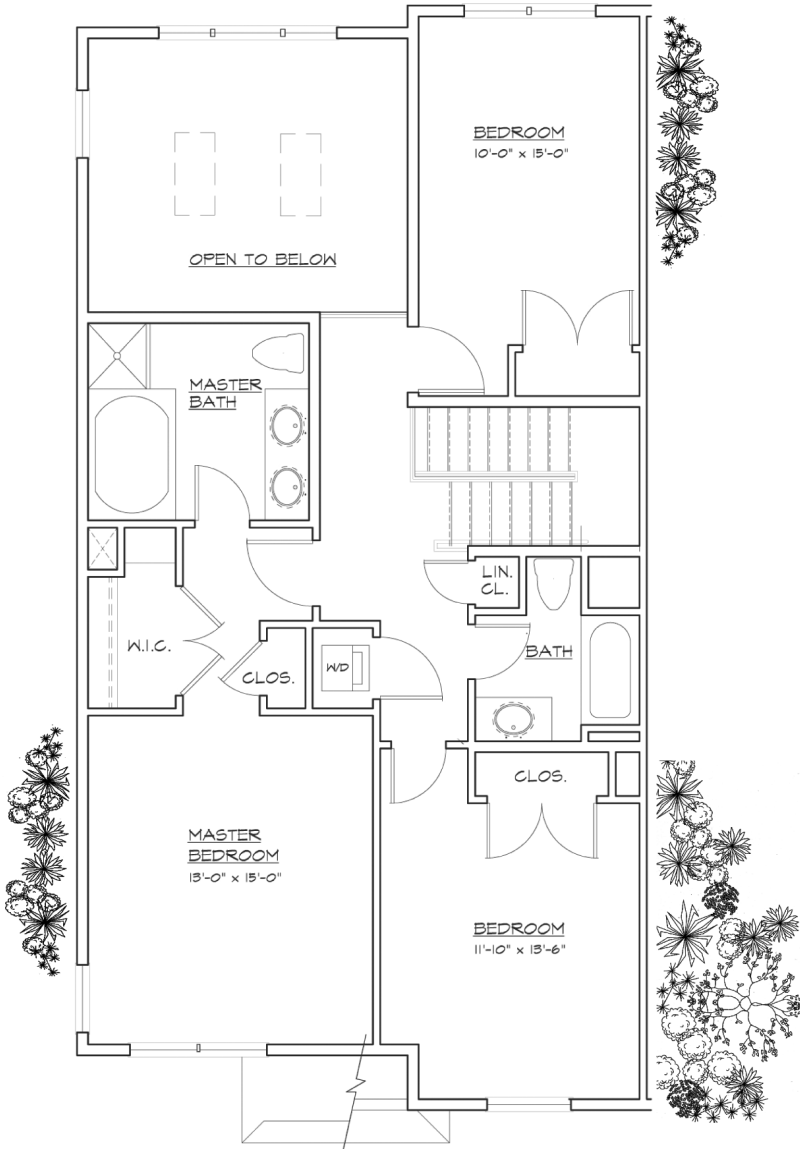 BEDROOM
10'-0" x 15'-0"
OPEN TO BELOW
MASTER
BATH
LIN.
CL.
W.I.C.
CLOS.
W/D
BATH
CLOS.
MASTER
BEDROOM
13'-0" x 15'-0"
BEDROOM
11'-10" x 13'-6"